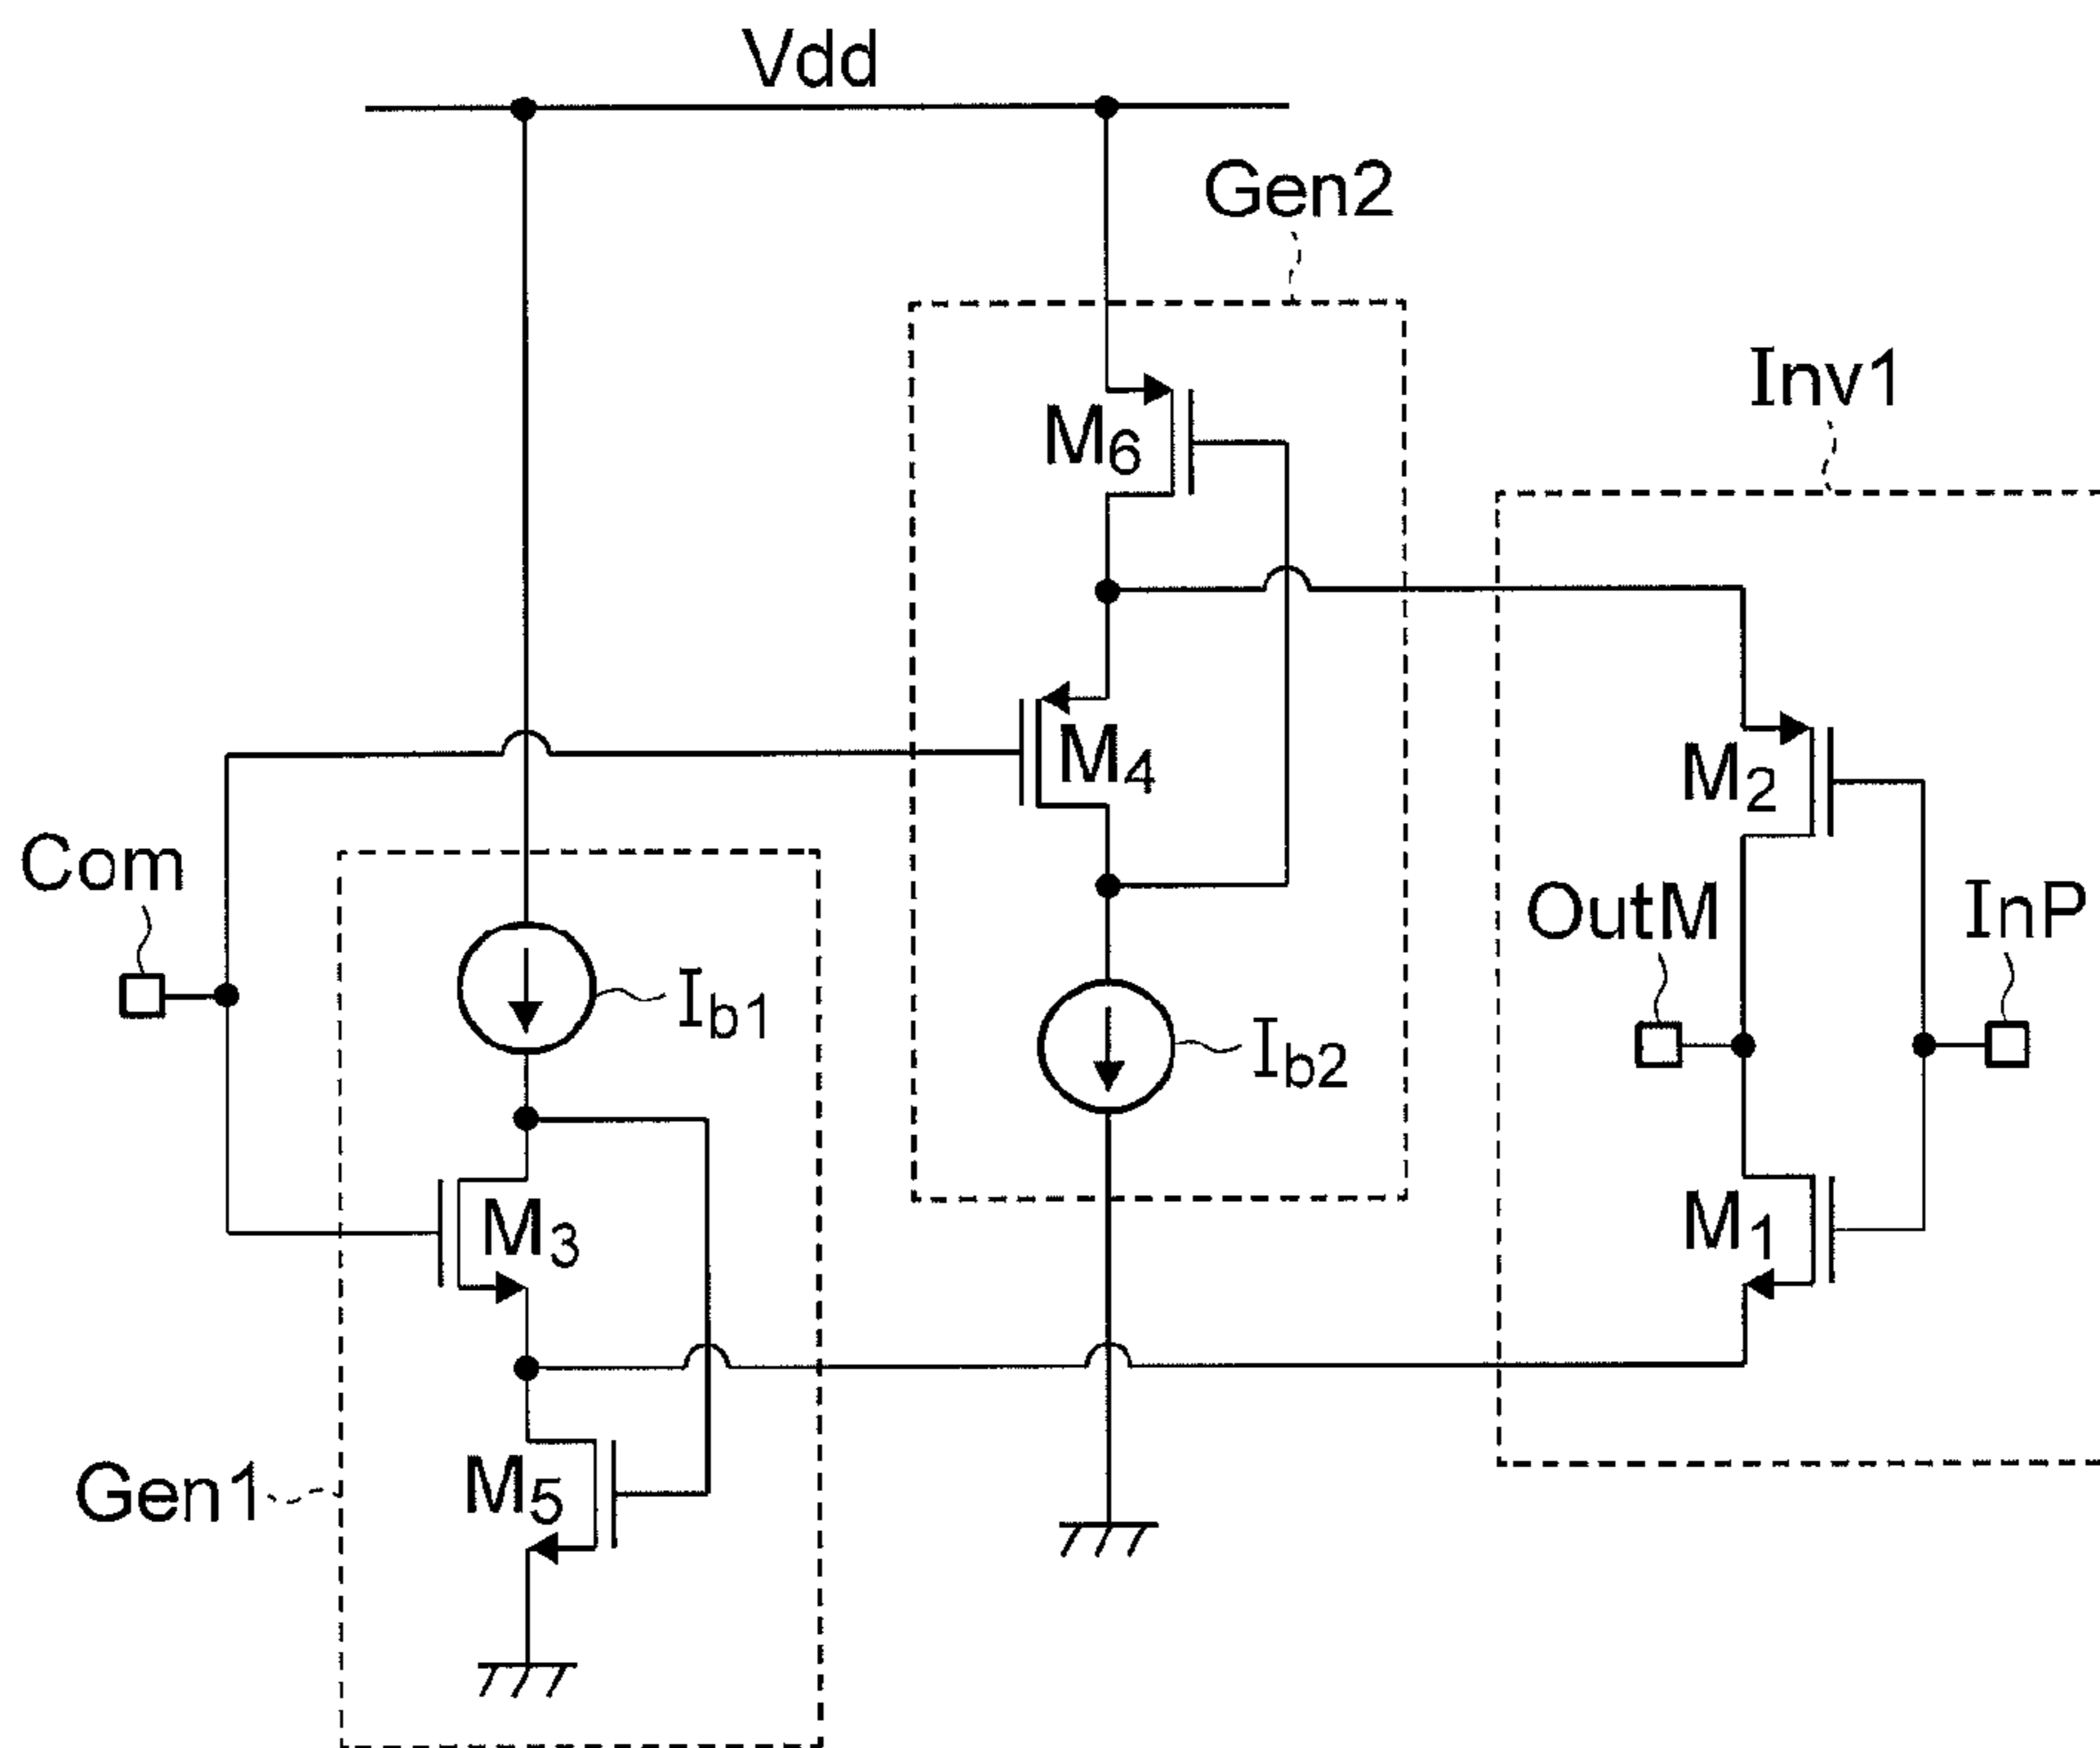 Vdd
Gen2
Inv1
M6
M4
M2
Com
OutM
InP
Ib1
Ib2
M3
M1
Gen1
M5